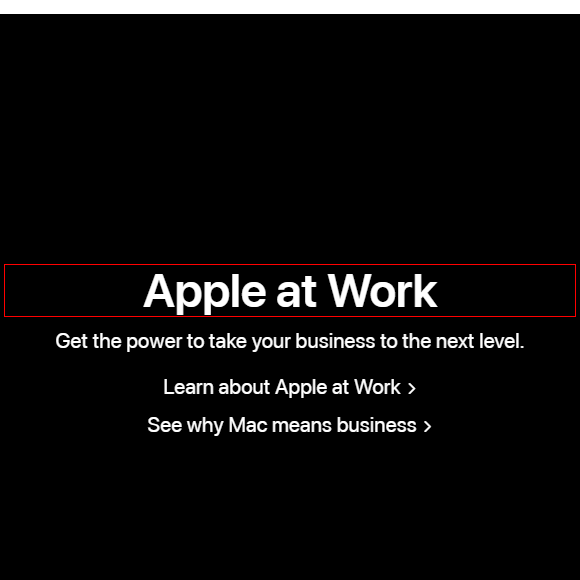 Apple at Work
Get the power to take your business to the next level.
Learn about Apple at Work >
See why Mac means business >